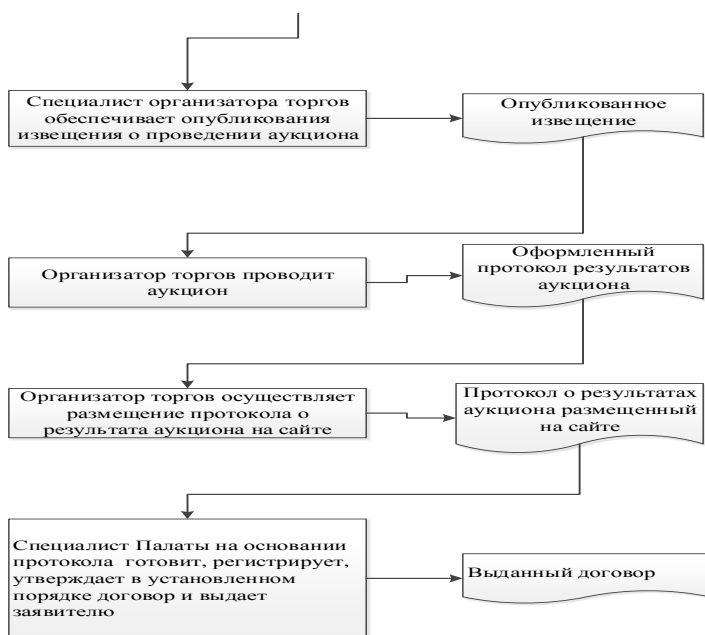 Специалист организатора торгов
обеспечивает опубликования
извещения о проведении аукциона
Опубликованное
извещение
Организатор торгов проводит
аукцион
Оформленный
протокол результатов
аукциона
Организатор торгов осуществляет
размещение протокола о
результата аукциона на сайте
Протокол о результатах
аукциона размещенный
на сайте
Специалист Палаты на основании
протокола готовит, регистрирует,
утверждает в установленном
порядке договор и выдает
заявителю
Выданный договор